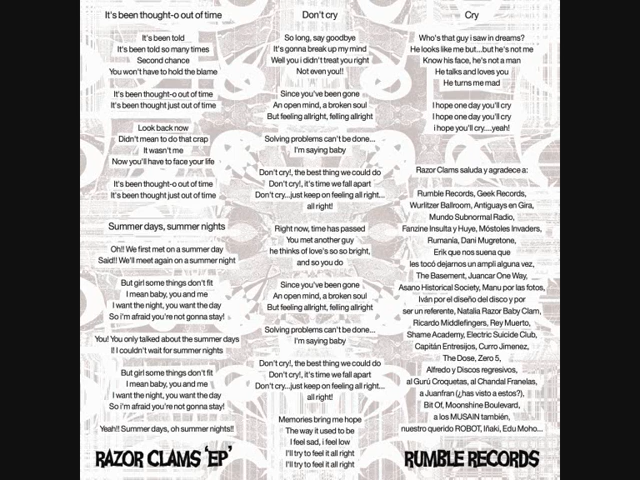 It's been thought-o out of time
It's been told
It's been told so many times
Second chance
You won't have to hold the blame
It's been thought-o out of time
It's been thought just out of time
Look back now
Didn't mean to do that crap
It wasn't me
Now you'll have to face your life
It's been thought-o out of time
It's been thought just out of time
Summer days, summer nights
Oh!! We first met on a summer day
Said!! We'll meet again on a summer night
But girl some things don't fit
I mean baby, you and me
I want the night, you want the day
So i'm afraid you're not gonna stay!
You! You only talked about the summer days
I! I couldn't wait for summer nights
But girl some things don't fit
I mean baby, you and me
I want the night, you want the day
So i'm afraid you're not gonna stay!
Yeah!! Summer days, oh summer nights!!
RAZOR CLAMS 'EP'
Don't cry
So long, say goodbye
It's gonna break up my mind
Well you i didn't treat you right
Not even you!!
Since you've been gone
An open mind, a broken soul
But feeling allright, felling allright
Solving problems can't be done...
I'm saying baby
Don't cry!, the best thing we could do
Don't cry!, it's time we fall apart
Don't cry...just keep on feeling all right...
all right!
Right now, time has passed
You met another guy
he thinks of love's so so bright,
and so you do
Since you've been gone
An open mind, a broken soul
But feeling allright, felling allright
Solving problems can't be done...
I'm saying baby
Don't cry!, the best thing we could do
Don't cry!, it's time we fall apart
Don't cry...just keep on feeling all right...
all right!
Memories bring me hope
The way it used to be
I feel sad, i feel low
I'll try to feel it all right
I'll try to feel it all right
Cry
Who's that guy i saw in dreams?
He looks like me but...but he's not me
Know his face, he's not a man
He talks and loves you
He turns me mad
I hope one day you'll cry
I hope one day you'll cry
i hope you'll cry....yeah!
Razor Clams saluda y agradece a:
Rumble Records, Geek Records,
Wurlitzer Ballroom, Antiguays en Gira,
Mundo Subnormal Radio,
Fanzine Insulta y Huye, Móstoles Invaders,
Rumanía, Dani Mugretone,
Erik que nos suena que
les tocó dejarnos un ampli alguna vez,
The Basement, Juancar One Way,
Asano Historical Society, Manu por las fotos,
Iván por el diseño del disco y por
ser un referente, Natalia Razor Baby Clam,
Ricardo Middlefingers, Rey Muerto,
Shame Academy, Electric Suicide Club,
Capitán Entresijos, Curro Jimenez,
The Dose, Zero 5,
Alfredo y Discos regresivos,
al Gurú Croquetas, al Chandal Franelas,
a Juanfran (¿has visto a estos?),
Bit Of, Moonshine Boulevard,
a los MUSAIN también,
nuestro querido ROBOT, Iñaki, Edu Moho...
RUMBLE RECORDS